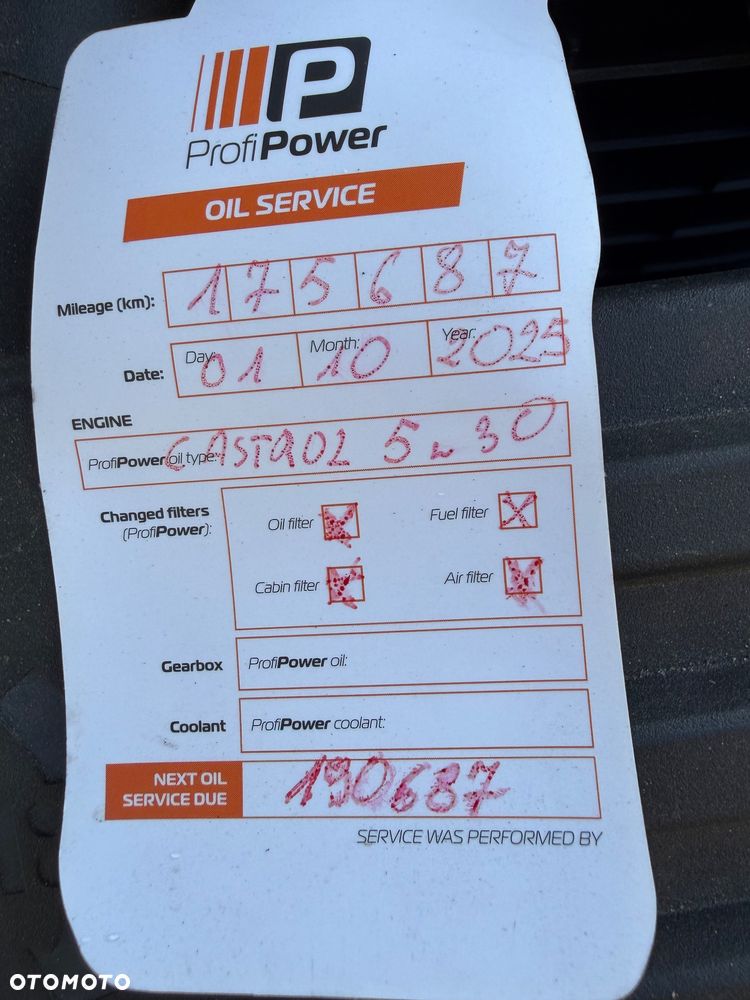 P
ProfiPower
OIL SERVICE
Mileage (km): 175687
Date: Day: 01 Month: 10 Year: 2025
ENGINE
ProfiPower oil type: CASTROL 5w30
Changed filters Oil filter Fuel filter
(ProfiPower):
Cabin filter Air filter
Gearbox ProfiPower oil:
Coolant ProfiPower coolant:
NEXT OIL
SERVICE DUE 190687
SERVICE WAS PERFORMED BY
OTOMOTO